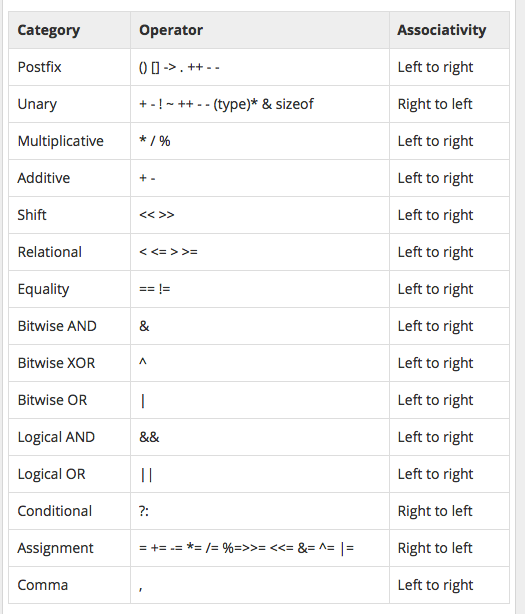 Category Operator Associativity
Postfix () [] -> . ++ - - Left to right
Unary + - ! ~ ++ - - (type)* & sizeof Right to left
Multiplicative * / % Left to right
Additive + - Left to right
Shift << >> Left to right
Relational < <= > >= Left to right
Equality == != Left to right
Bitwise AND & Left to right
Bitwise XOR ^ Left to right
Bitwise OR | Left to right
Logical AND && Left to right
Logical OR || Left to right
Conditional ?: Right to left
Assignment = += -= *= /= %=>>= <<= &= ^= |= Right to left
Comma , Left to right